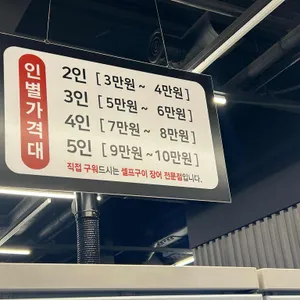 인별가격대
2인 [ 3만원 ~ 4만원 ]
3인 [ 5만원 ~ 6만원 ]
4인 [ 7만원 ~ 8만원 ]
5인 [ 9만원 ~10만원 ]
직접 구워드시는 셀프구이 장어 전문점입니다.